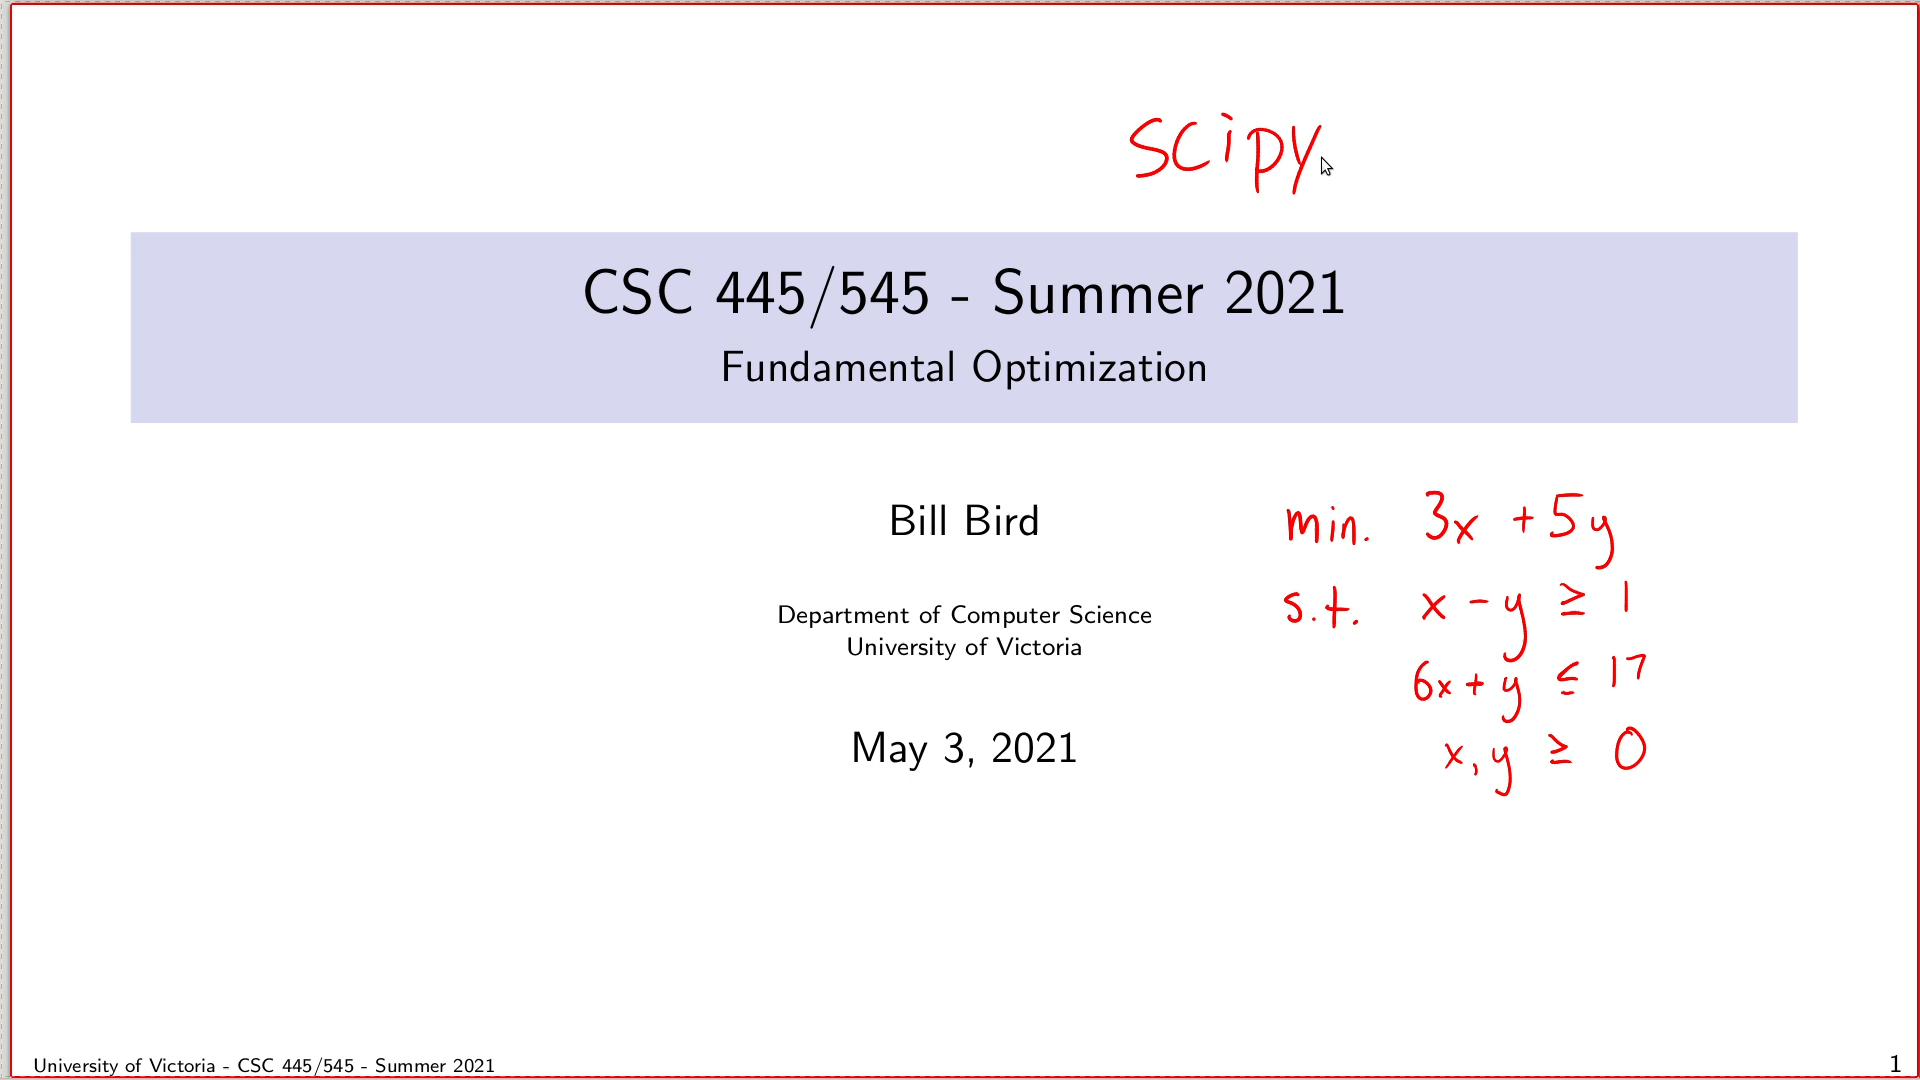 scipy
CSC 445/545 - Summer 2021
Fundamental Optimization
Bill Bird
Department of Computer Science
University of Victoria
May 3, 2021
min. 3x + 5y
s.t. x - y ≥ 1
6x + y ≤ 17
x, y ≥ 0
University of Victoria - CSC 445/545 - Summer 2021
1